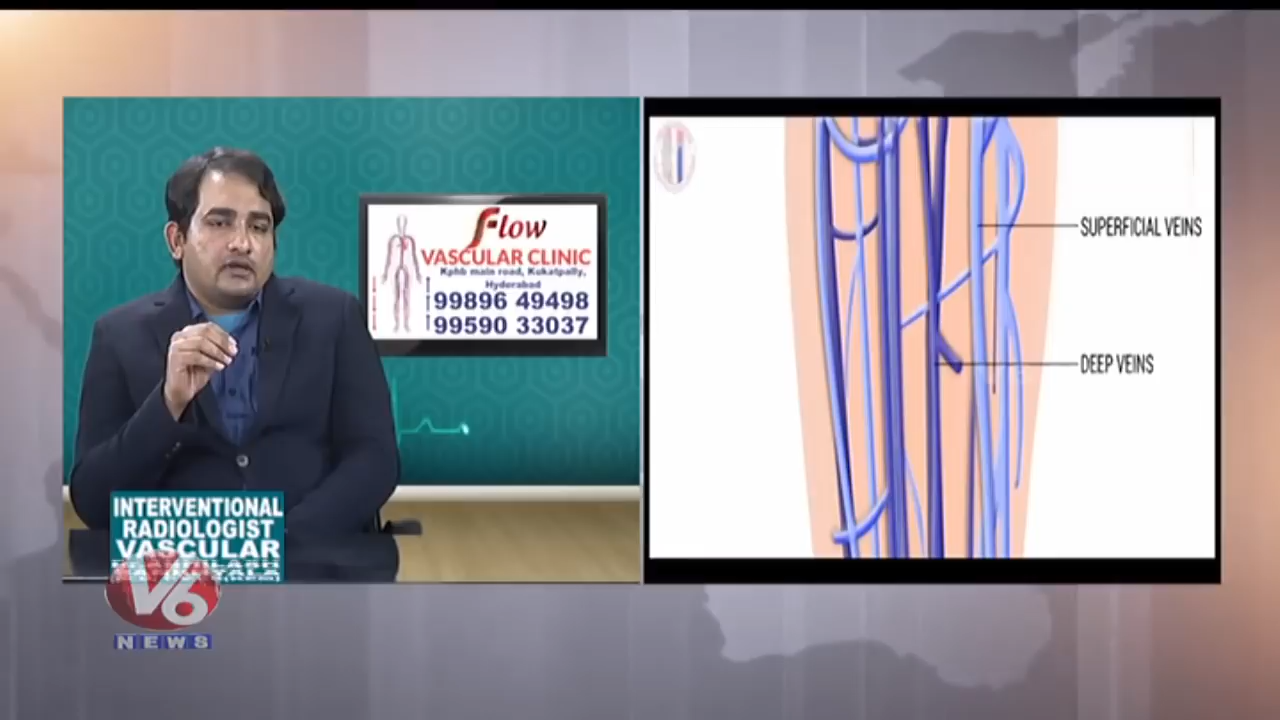 Flow
VASCULAR CLINIC
Kphb main road, Kukatpally,
Hyderabad
99896 49498
99590 33037
SUPERFICIAL VEINS
DEEP VEINS
INTERVENTIONAL
RADIOLOGIST
VASCULAR
V6
NEWS